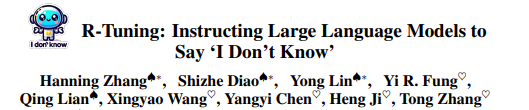 I don't know
R-Tuning: Instructing Large Language Models to
Say ‘I Don’t Know’
Hanning Zhang♠*, Shizhe Diao♠*, Yong Lin♠*, Yi R. Fung♡,
Qing Lian♠, Xingyao Wang♡, Yangyi Chen♡, Heng Ji♡, Tong Zhang♡